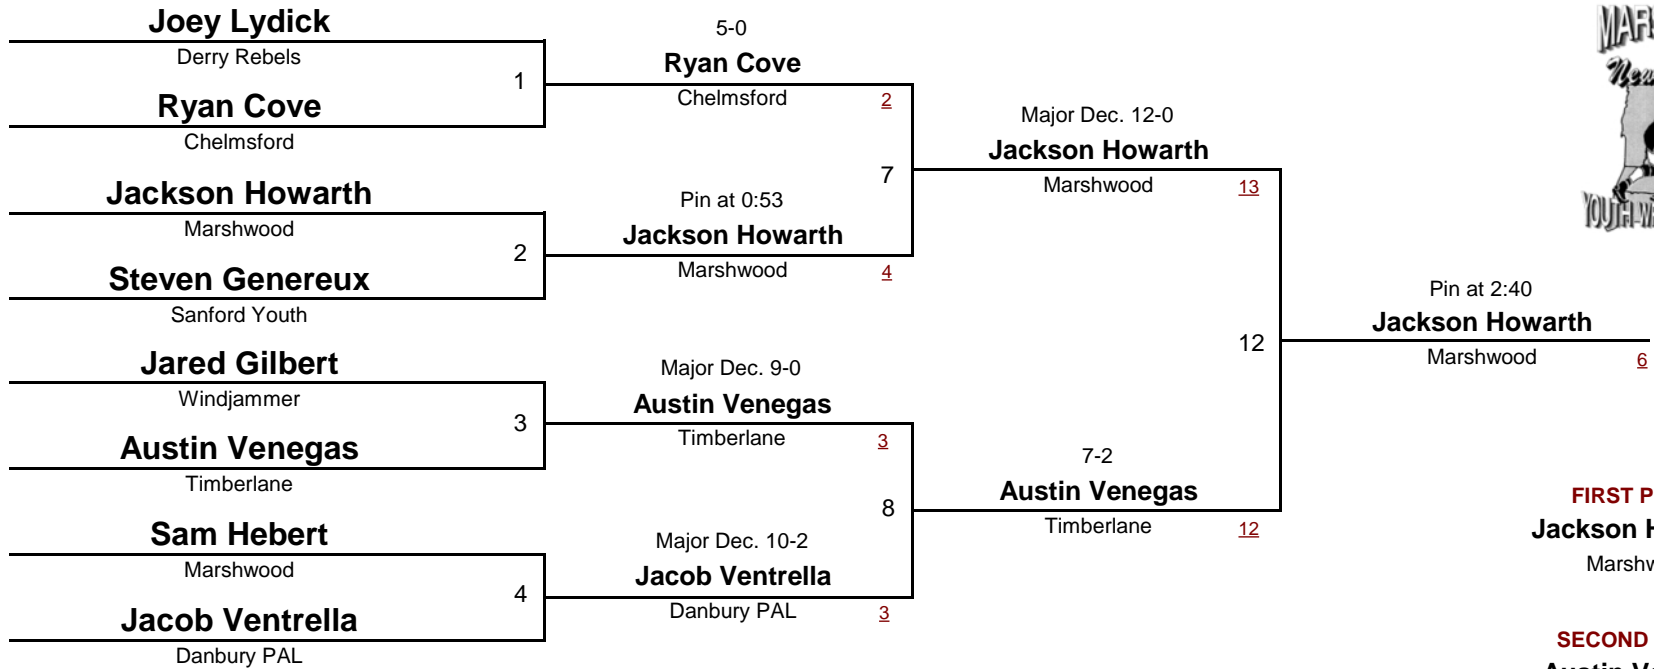 Joey Lydick
Derry Rebels
1
Ryan Cove
Chelmsford
Jackson Howarth
Marshwood
2
Steven Genereux
Sanford Youth
Jared Gilbert
Windjammer
3
Austin Venegas
Timberlane
Sam Hebert
Marshwood
4
Jacob Ventrella
Danbury PAL
5-0
Ryan Cove
Chelmsford
2
7
Pin at 0:53
Jackson Howarth
Marshwood
4
Major Dec. 9-0
Austin Venegas
Timberlane
3
8
Major Dec. 10-2
Jacob Ventrella
Danbury PAL
3
Major Dec. 12-0
Jackson Howarth
Marshwood
13
12
7-2
Austin Venegas
Timberlane
12
Pin at 2:40
Jackson Howarth
Marshwood
6
FIRST P
Jackson H
Marshw
SECOND